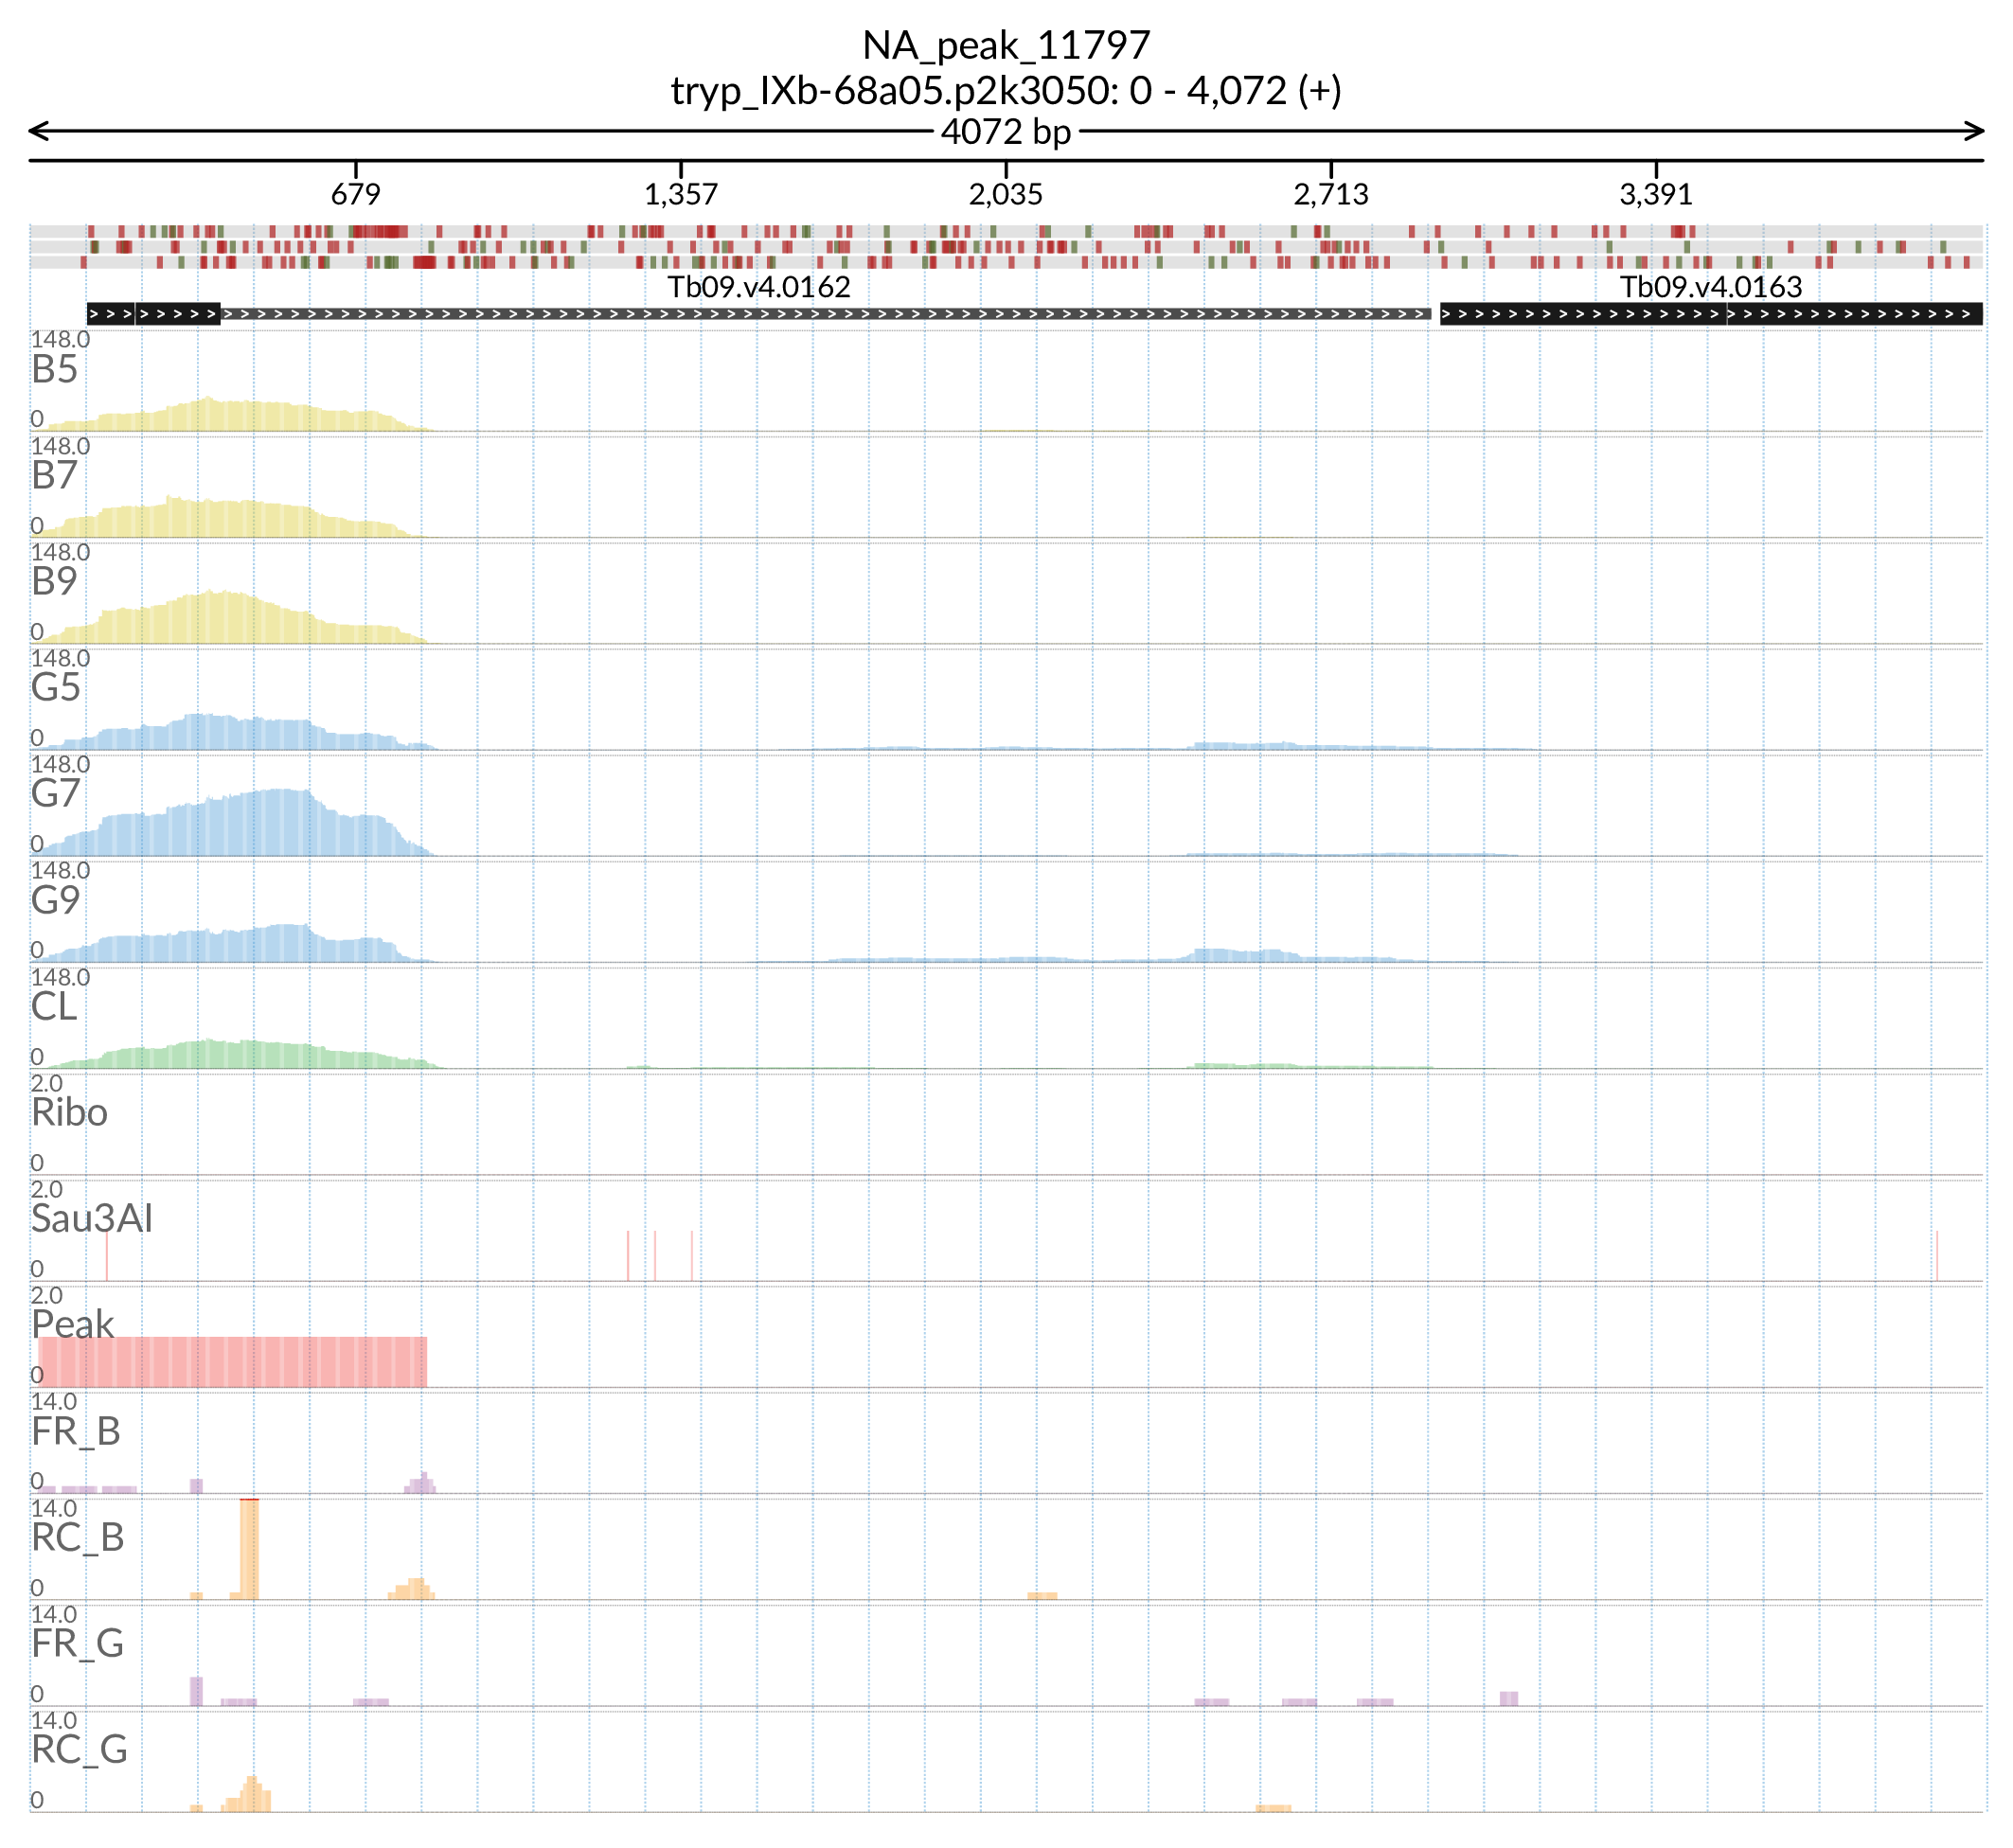 NA_peak_11797
tryp_IXb-68a05.p2k3050: 0 - 4,072 (+)
4072 bp
679 1,357 2,035 2,713 3,391
Tb09.v4.0162 Tb09.v4.0163
148.0
B5
0
148.0
B7
0
148.0
B9
0
148.0
G5
0
148.0
G7
0
148.0
G9
0
148.0
CL
0
2.0
Ribo
0
2.0
Sau3AI
0
2.0
Peak
0
14.0
FR_B
0
14.0
RC_B
0
14.0
FR_G
0
14.0
RC_G
0